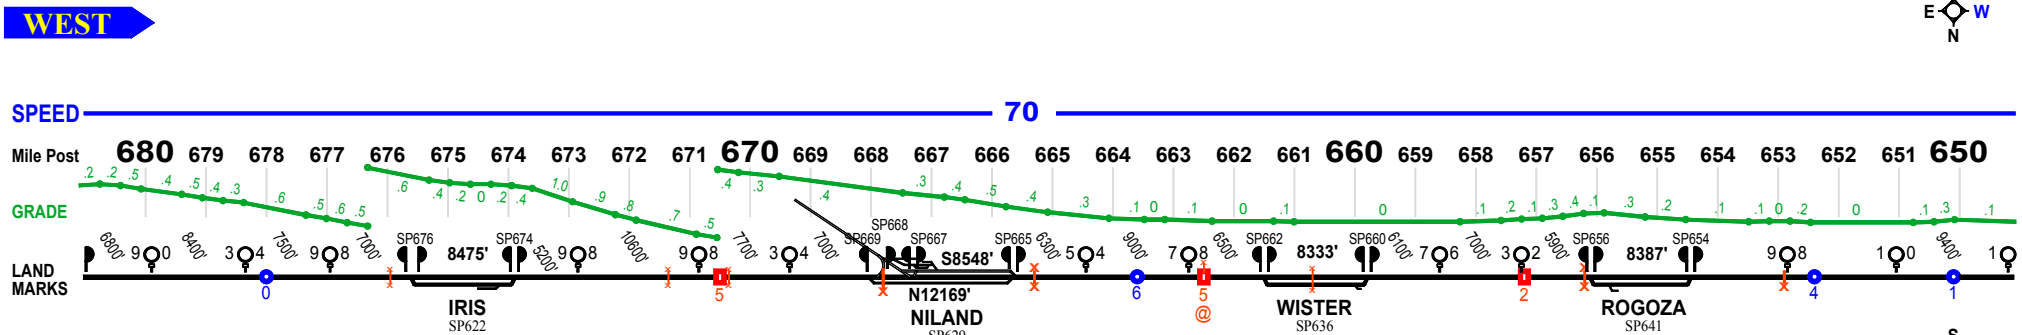 WEST
E W
N
SPEED 70
Mile Post 680 679 678 677 676 675 674 673 672 671 670 669 668 667 666 665 664 663 662 661 660 659 658 657 656 655 654 653 652 651 650
GRADE .2 .2 .5 .5 .4 .3 .6 .5 .6 .5 .6 .4 .2 0 .2 .4 1.0 .9 .8 .7 .5 .4 .3 .4 .3 .4 .5 .4 .3 .1 0 .1 0 .1 0 .1 .2 .1 .3 .4 .1 .3 .2 .1 .1 0 .2 0 .1 .3 .1
SP676 SP674 SP669 SP668 SP667 SP665 SP662 SP660 SP656 SP654
6800' 8400' 7500' 7000' 5200' 10600' 7700' 7000' 6300' 9000' 6500' 6100' 7000' 5900' 9400'
9 0 3 4 9 8 8475' 9 8 9 8 3 4 S8548' 5 4 7 8 8333' 7 6 3 2 8387' 9 8 1 0 1
LAND
MARKS
0 5 N12169' 6 5 2 4 1
@
IRIS NILAND WISTER ROGOZA
SP622 SP629 SP636 SP641
S